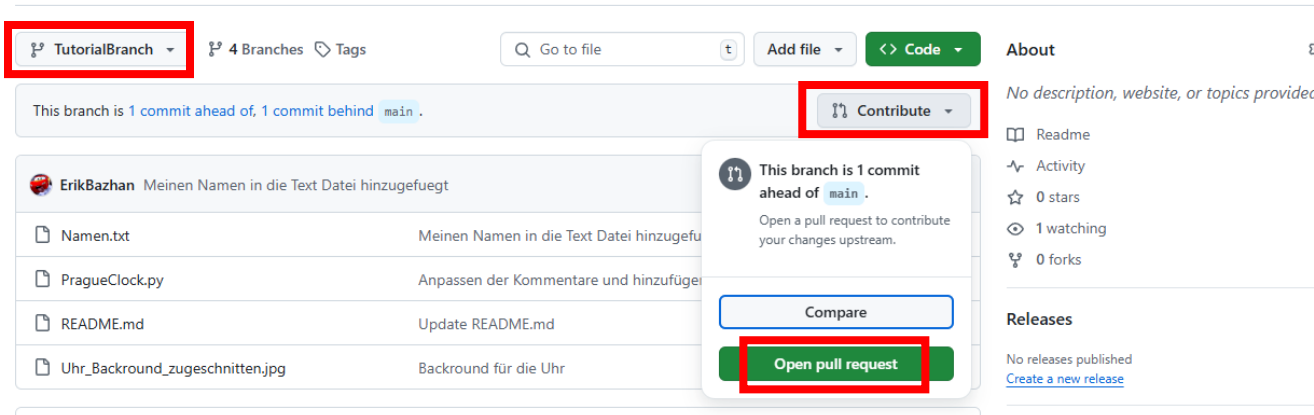 TutorialBranch
4 Branches
Tags
Go to file
t
Add file
<> Code
This branch is 1 commit ahead of, 1 commit behind main .
Contribute
This branch is 1 commit
ahead of main .
Open a pull request to contribute
your changes upstream.
Compare
Open pull request
ErikBazhan Meinen Namen in die Text Datei hinzugefuegt
Namen.txt
Meinen Namen in die Text Datei hinzugefu
PragueClock.py
Anpassen der Kommentare und hinzufüge
README.md
Update README.md
Uhr_Backround_zugeschnitten.jpg
Backround für die Uhr
About
No description, website, or topics provided
Readme
Activity
0 stars
1 watching
0 forks
Releases
No releases published
Create a new release